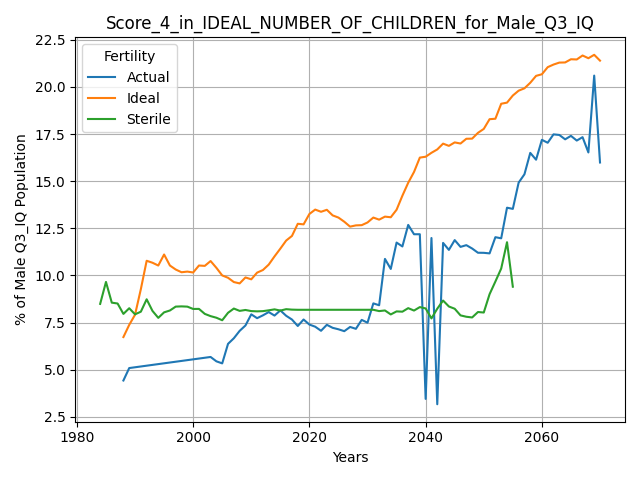 Score_4_in_IDEAL_NUMBER_OF_CHILDREN_for_Male_Q3_IQ
Fertility
Actual
Ideal
Sterile
% of Male Q3_IQ Population
22.5
20.0
17.5
15.0
12.5
10.0
7.5
5.0
2.5
1980 2000 2020 2040 2060
Years